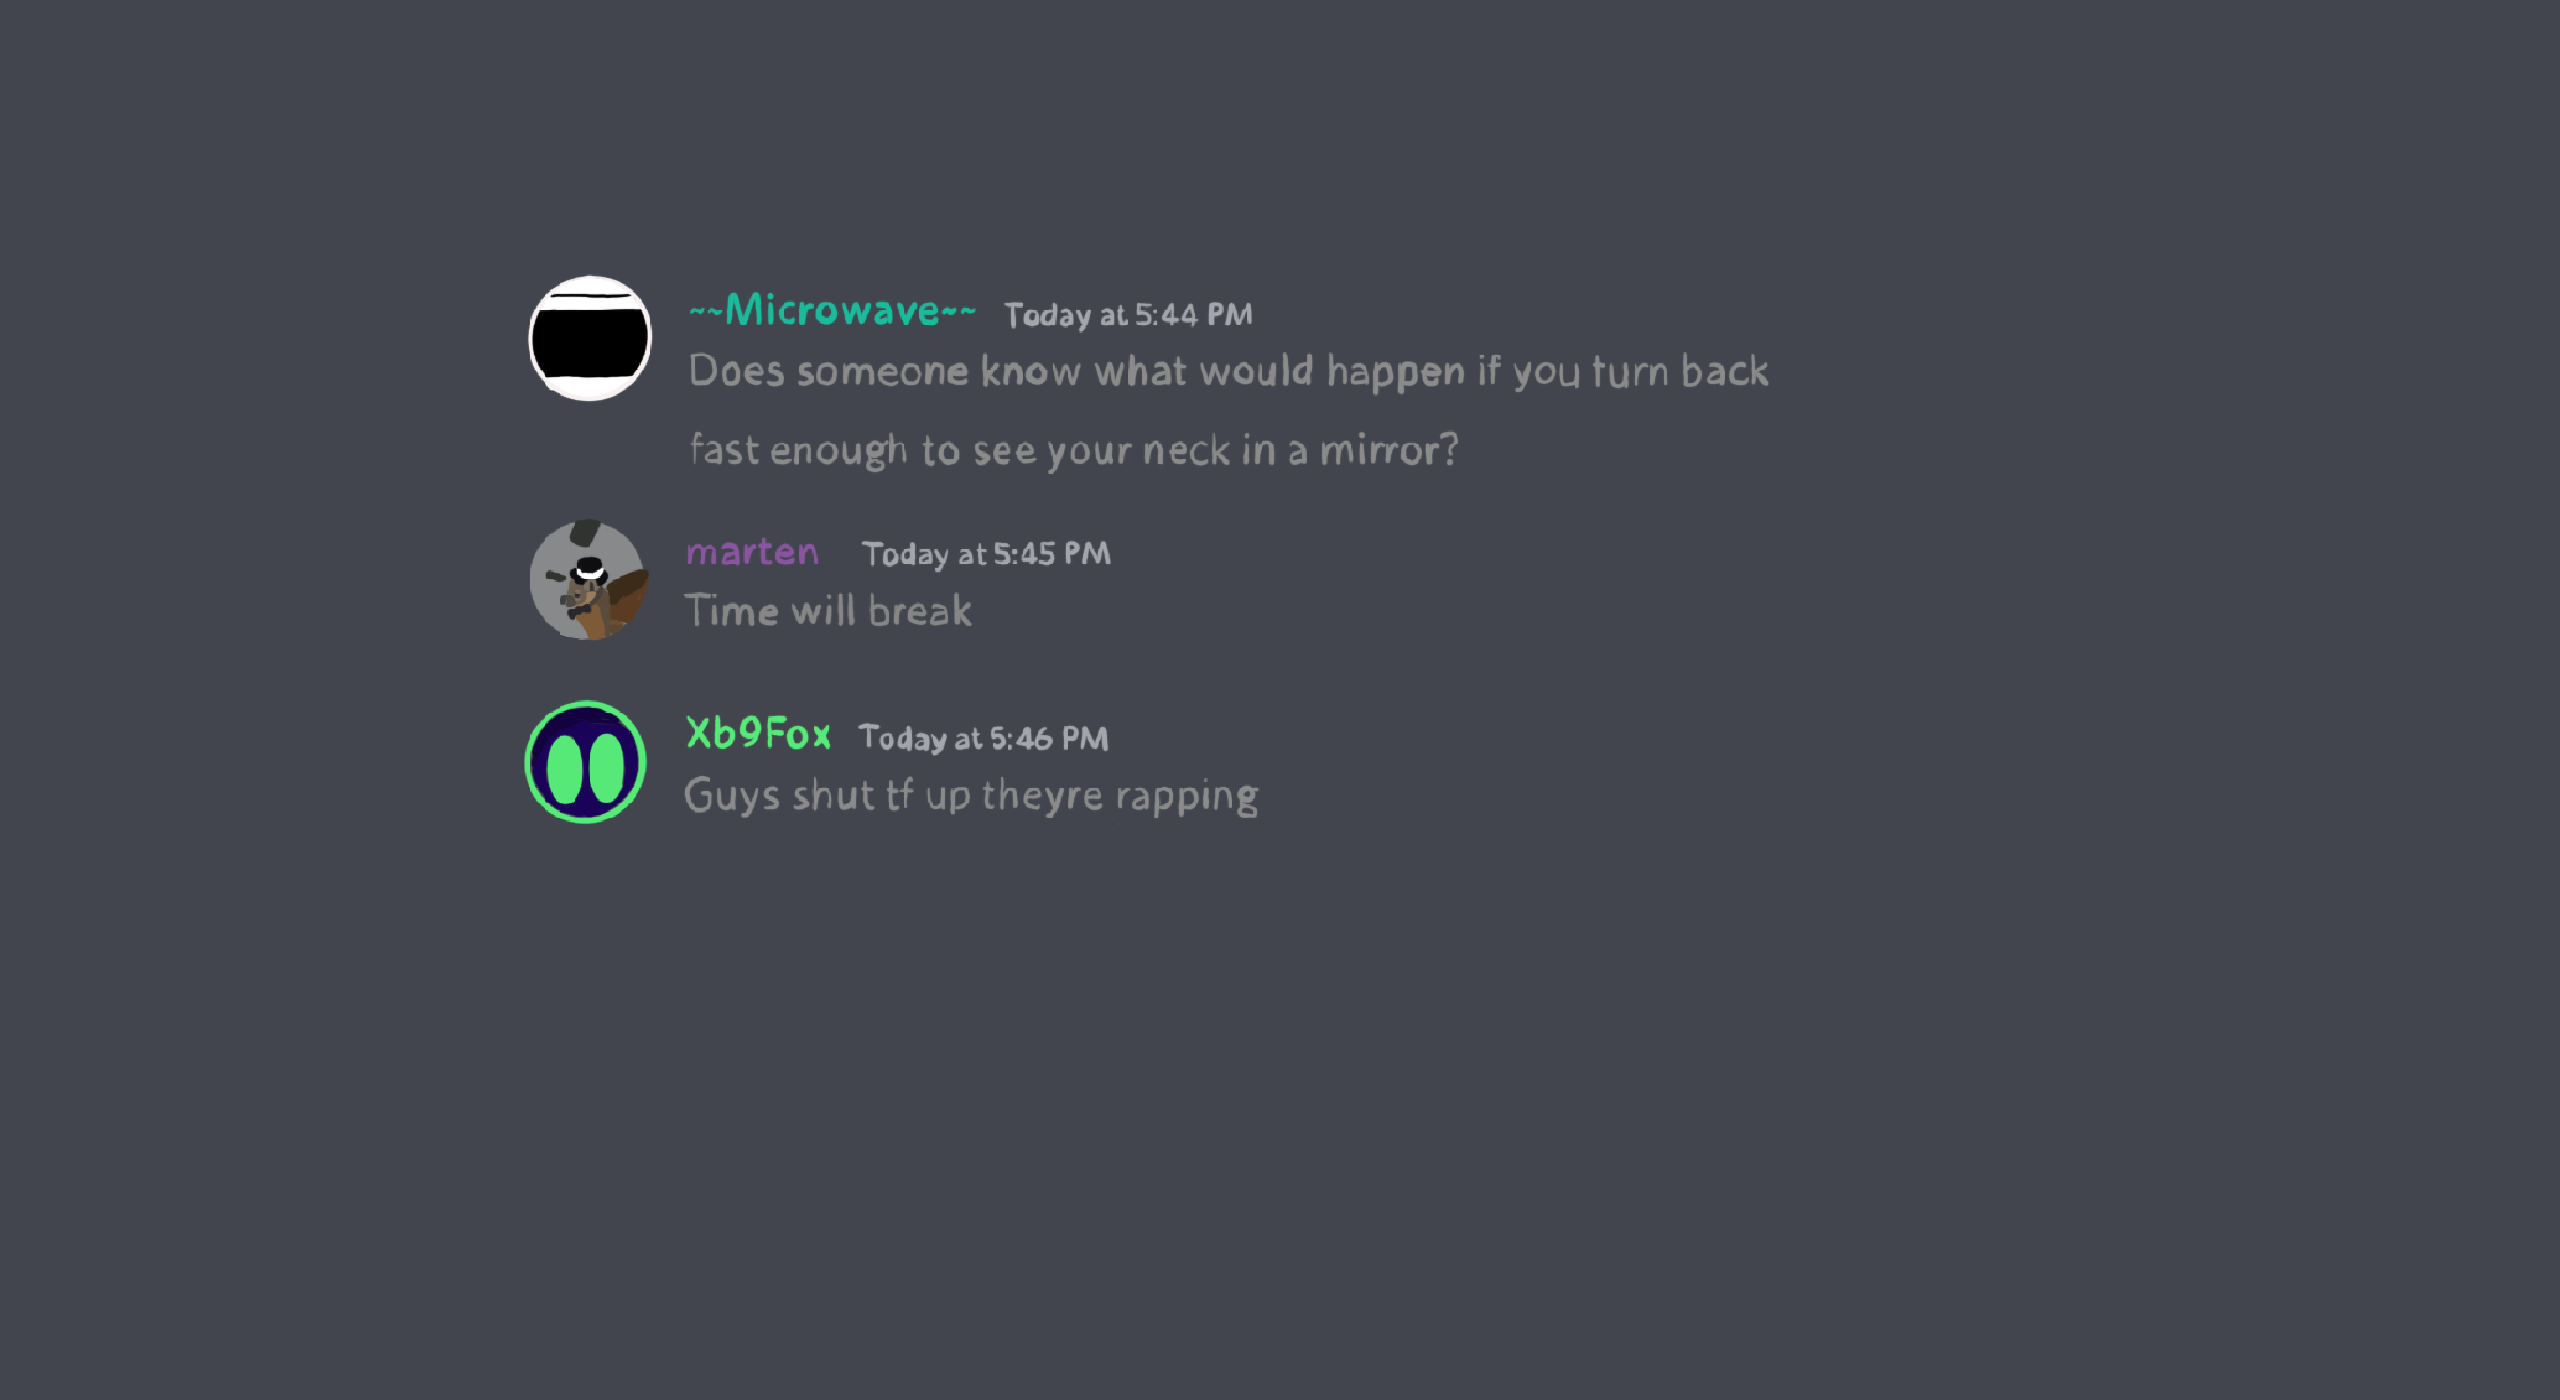 ~~Microwave~~ Today at 5:44 PM
Does someone know what would happen if you turn back
fast enough to see your neck in a mirror?
marten Today at 5:45 PM
Time will break
Xb9Fox Today at 5:46 PM
Guys shut tf up theyre rapping